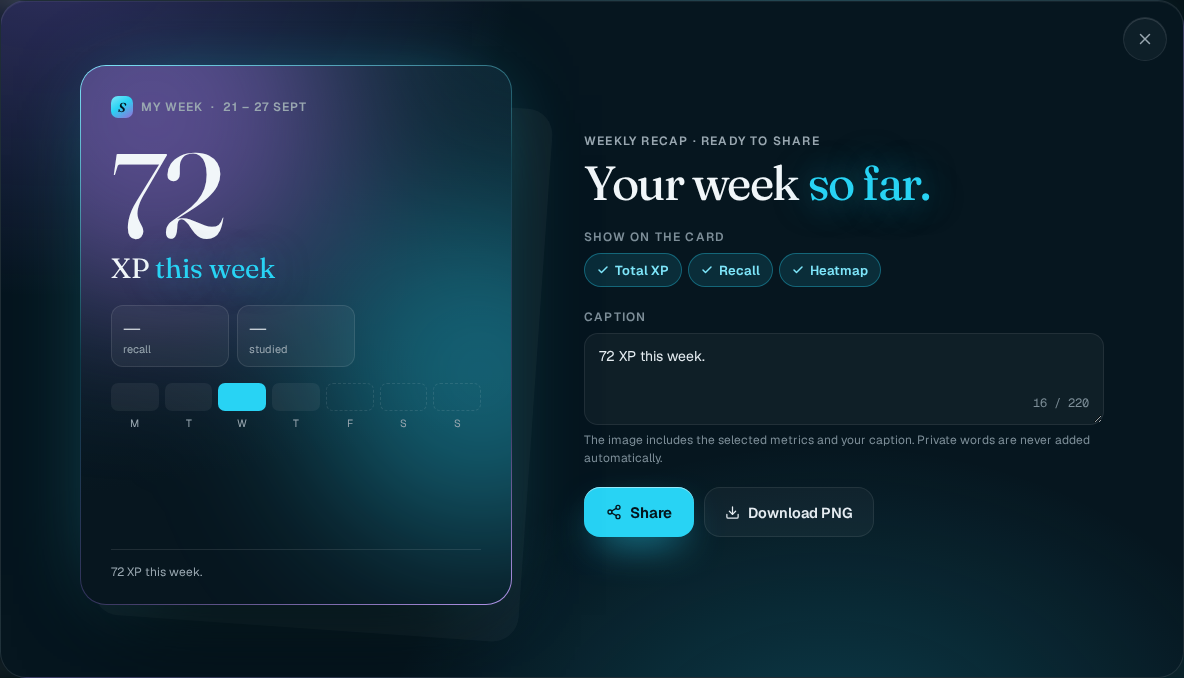 S MY WEEK · 21 – 27 SEPT
72
XP this week
—
recall
—
studied
M T W T F S S
72 XP this week.
WEEKLY RECAP · READY TO SHARE
Your week so far.
SHOW ON THE CARD
Total XP Recall Heatmap
CAPTION
72 XP this week.
16 / 220
The image includes the selected metrics and your caption. Private words are never added
automatically.
Share Download PNG